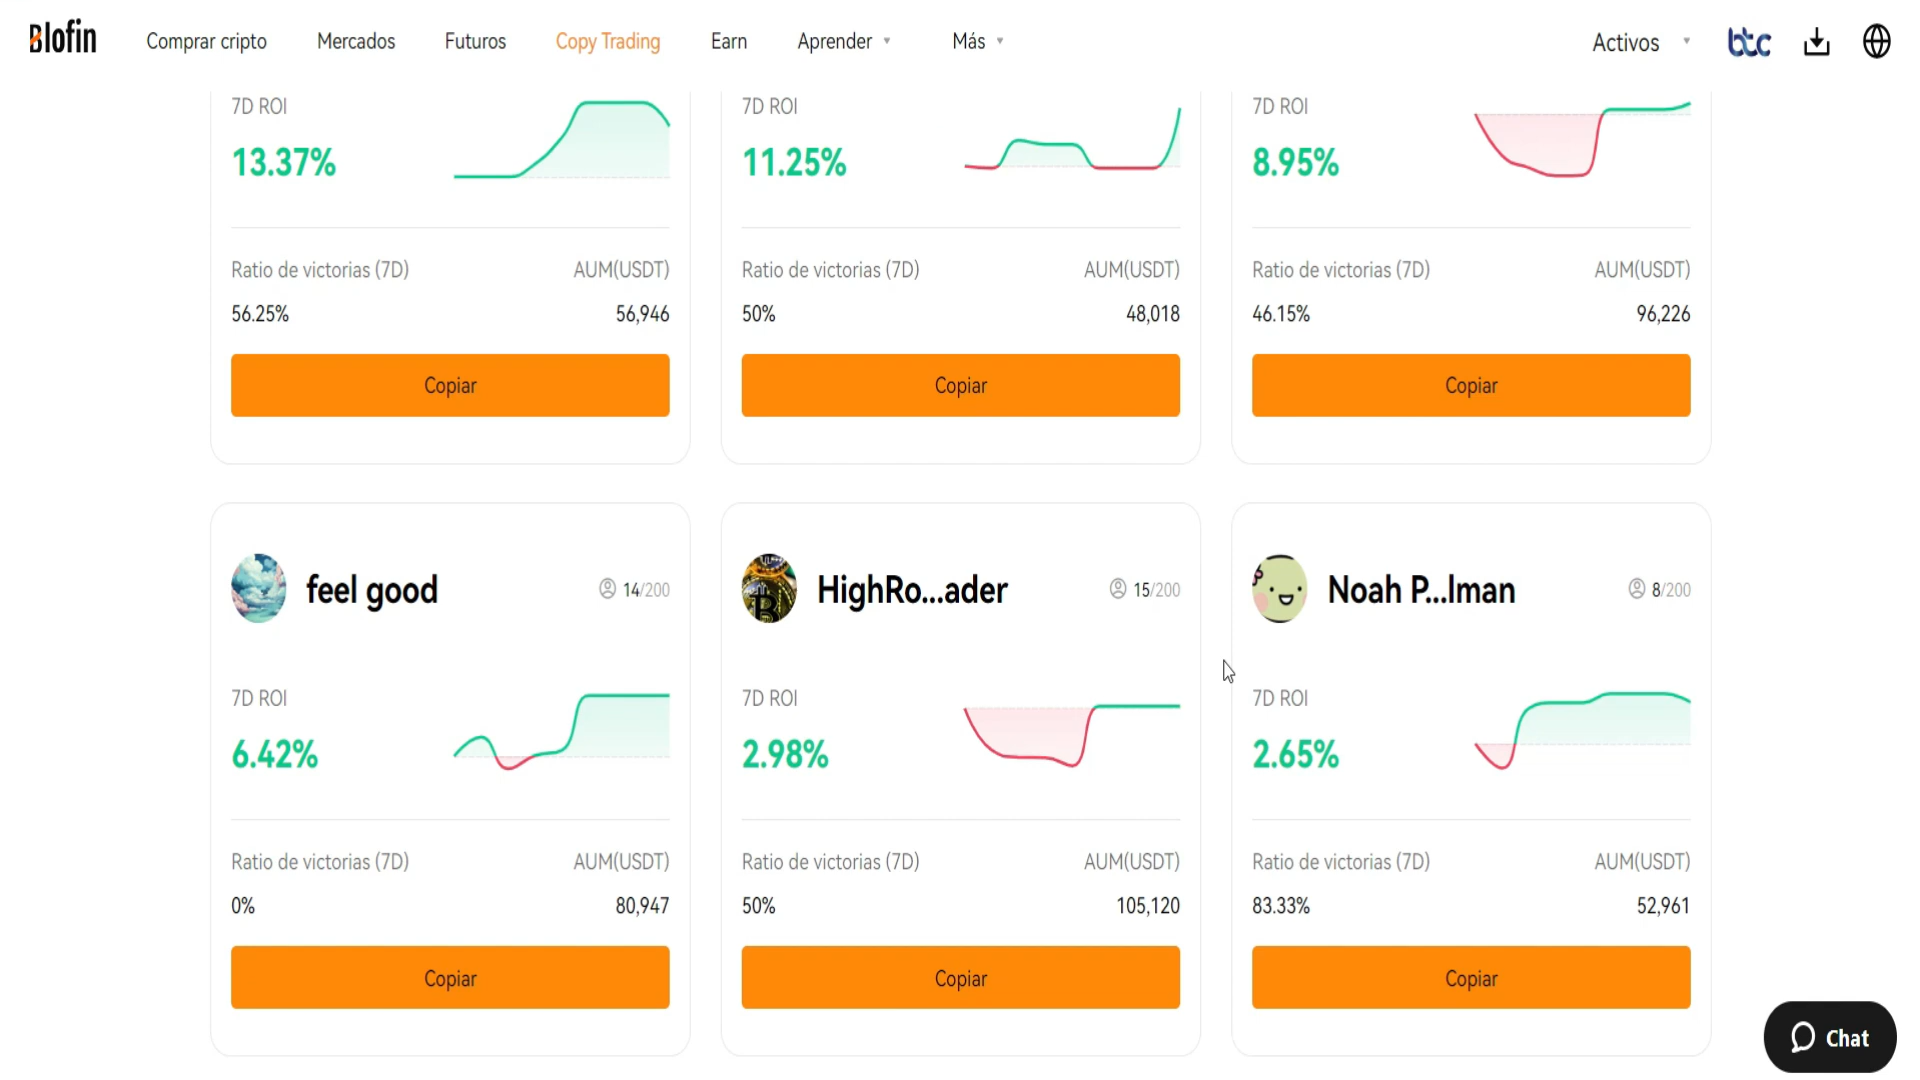 Blofin
Comprar cripto
Mercados
Futuros
Copy Trading
Earn
Aprender
Más
Activos
btc
7D ROI
13.37%
Ratio de victorias (7D) AUM(USDT)
56.25% 56,946
Copiar
7D ROI
11.25%
Ratio de victorias (7D) AUM(USDT)
50% 48,018
Copiar
7D ROI
8.95%
Ratio de victorias (7D) AUM(USDT)
46.15% 96,226
Copiar
feel good 14/200
7D ROI
6.42%
Ratio de victorias (7D) AUM(USDT)
0% 80,947
Copiar
HighRo...ader 15/200
7D ROI
2.98%
Ratio de victorias (7D) AUM(USDT)
50% 105,120
Copiar
Noah P...lman 8/200
7D ROI
2.65%
Ratio de victorias (7D) AUM(USDT)
83.33% 52,961
Copiar
Chat